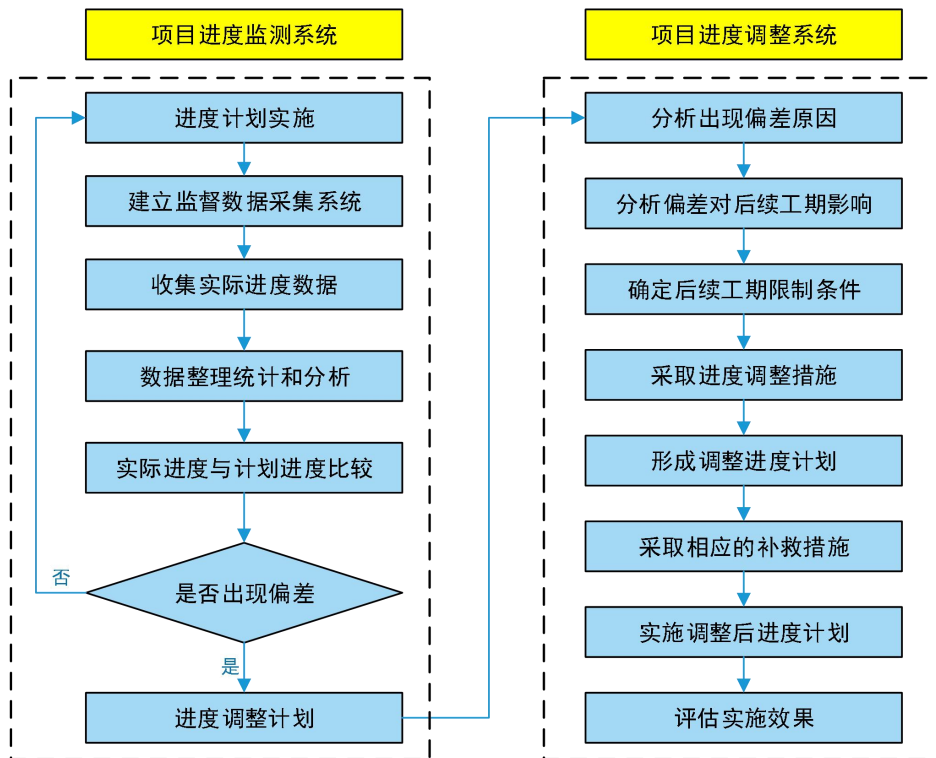 项目进度监测系统
进度计划实施
建立监督数据采集系统
收集实际进度数据
数据整理统计和分析
实际进度与计划进度比较
是否出现偏差
否
是
进度调整计划
项目进度调整系统
分析出现偏差原因
分析偏差对后续工期影响
确定后续工期限制条件
采取进度调整措施
形成调整进度计划
采取相应的补救措施
实施调整后进度计划
评估实施效果